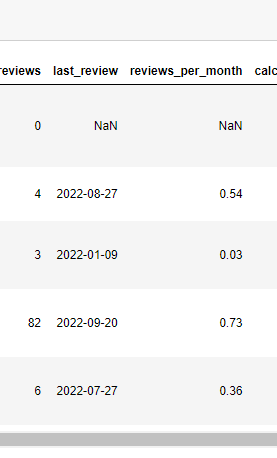 reviews last_review reviews_per_month calc
0 NaN NaN
4 2022-08-27 0.54
3 2022-01-09 0.03
82 2022-09-20 0.73
6 2022-07-27 0.36